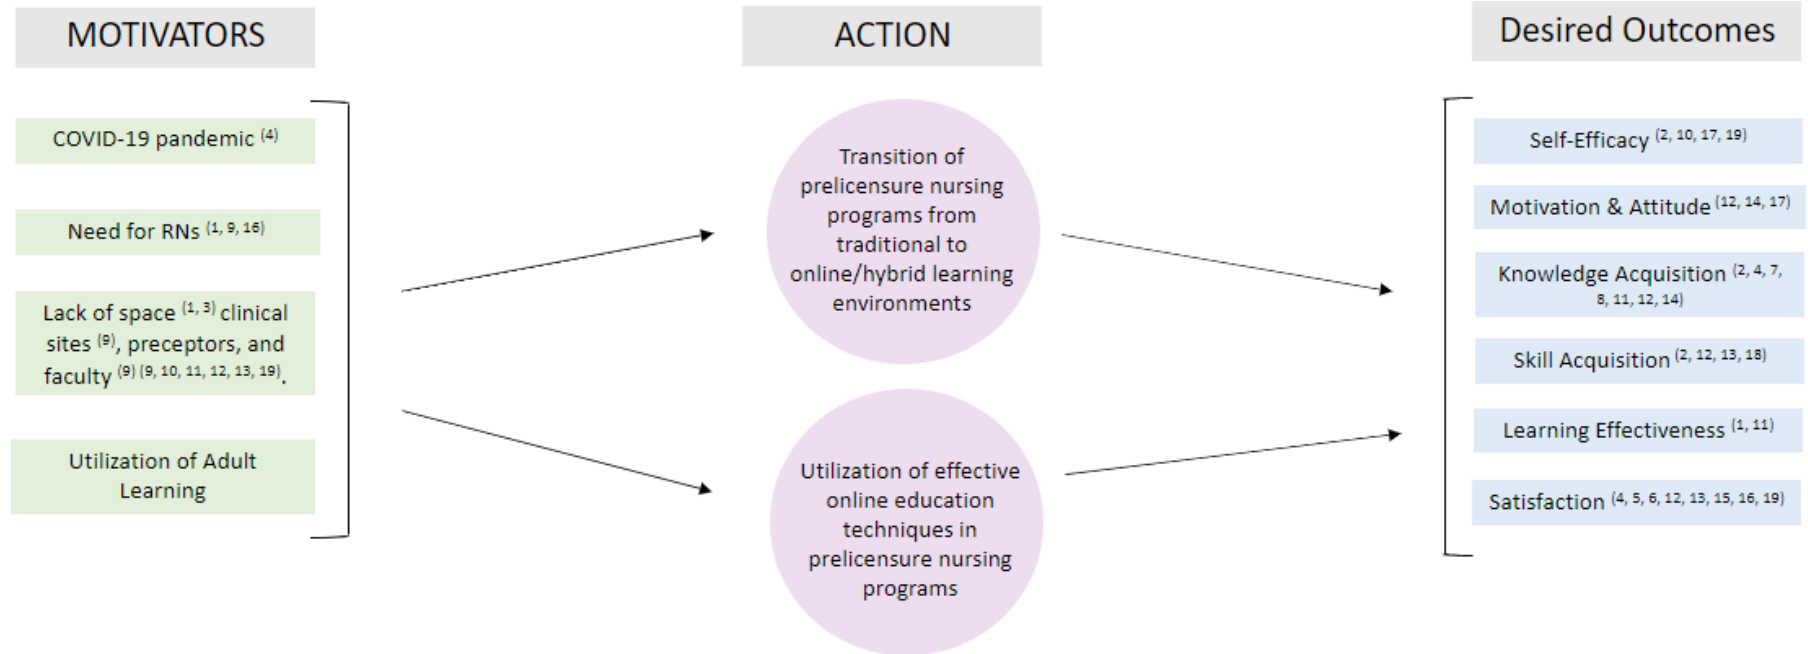 MOTIVATORS
COVID-19 pandemic (4)
Need for RNs (1, 9, 16)
Lack of space (1, 3) clinical
sites (9), preceptors, and
faculty (9) (9, 10, 11, 12, 13, 19).
Utilization of Adult
Learning
ACTION
Transition of
prelicensure nursing
programs from
traditional to
online/hybrid learning
environments
Utilization of effective
online education
techniques in
prelicensure nursing
programs
Desired Outcomes
Self-Efficacy (2, 10, 17, 19)
Motivation & Attitude (12, 14, 17)
Knowledge Acquisition (2, 4, 7,
8, 11, 12, 14)
Skill Acquisition (2, 12, 13, 18)
Learning Effectiveness (1, 11)
Satisfaction (4, 5, 6, 12, 13, 15, 16, 19)